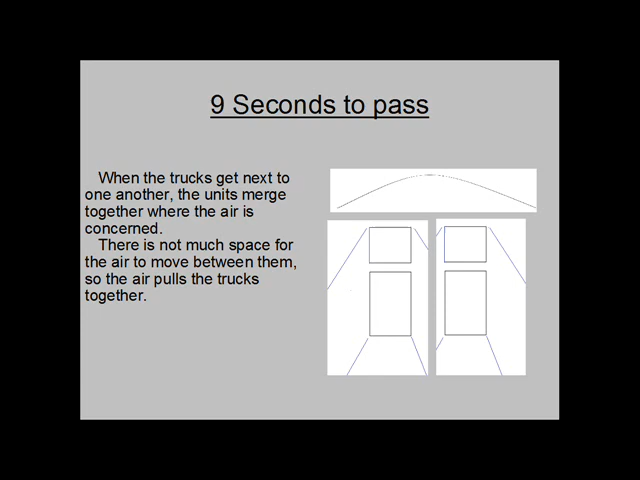 9 Seconds to pass
When the trucks get next to
one another, the units merge
together where the air is
concerned.
There is not much space for
the air to move between them,
so the air pulls the trucks
together.